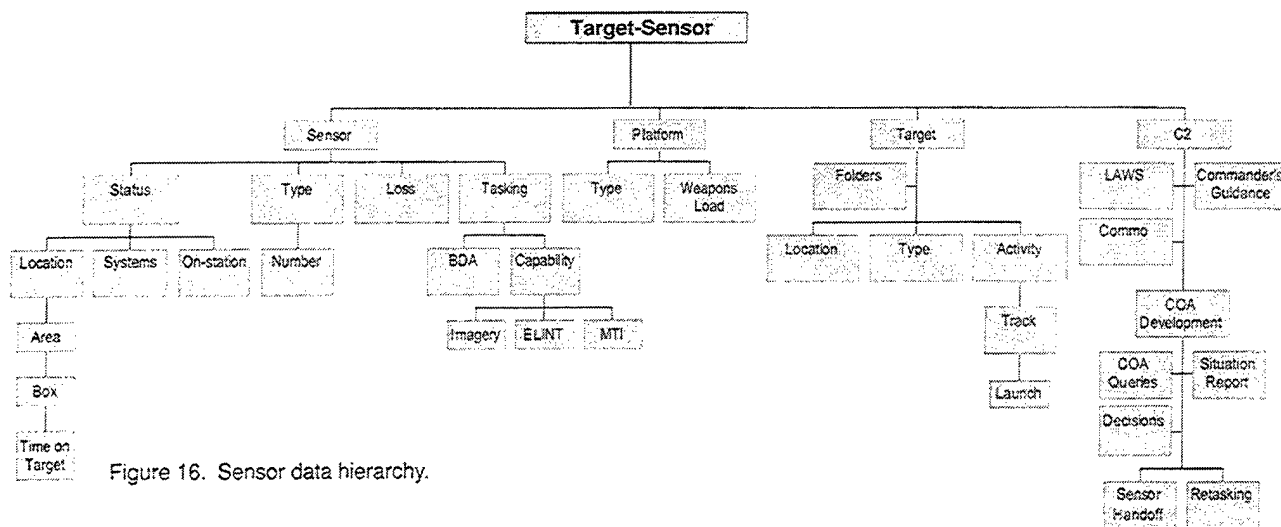 Target-Sensor
Sensor
Platform
Target
C2
Status
Type
Loss
Tasking
Type
Weapons
Load
Folders
LAWS
Commander's
Guidance
Location
Systems
On-station
Number
BDA
Capability
Location
Type
Activity
Commo
Area
Imagery
ELINT
MTI
Track
COA
Development
Box
Launch
COA
Queries
Situation
Report
Time on
Target
Decisions
Sensor
Handoff
Retasking
Figure 16. Sensor data hierarchy.